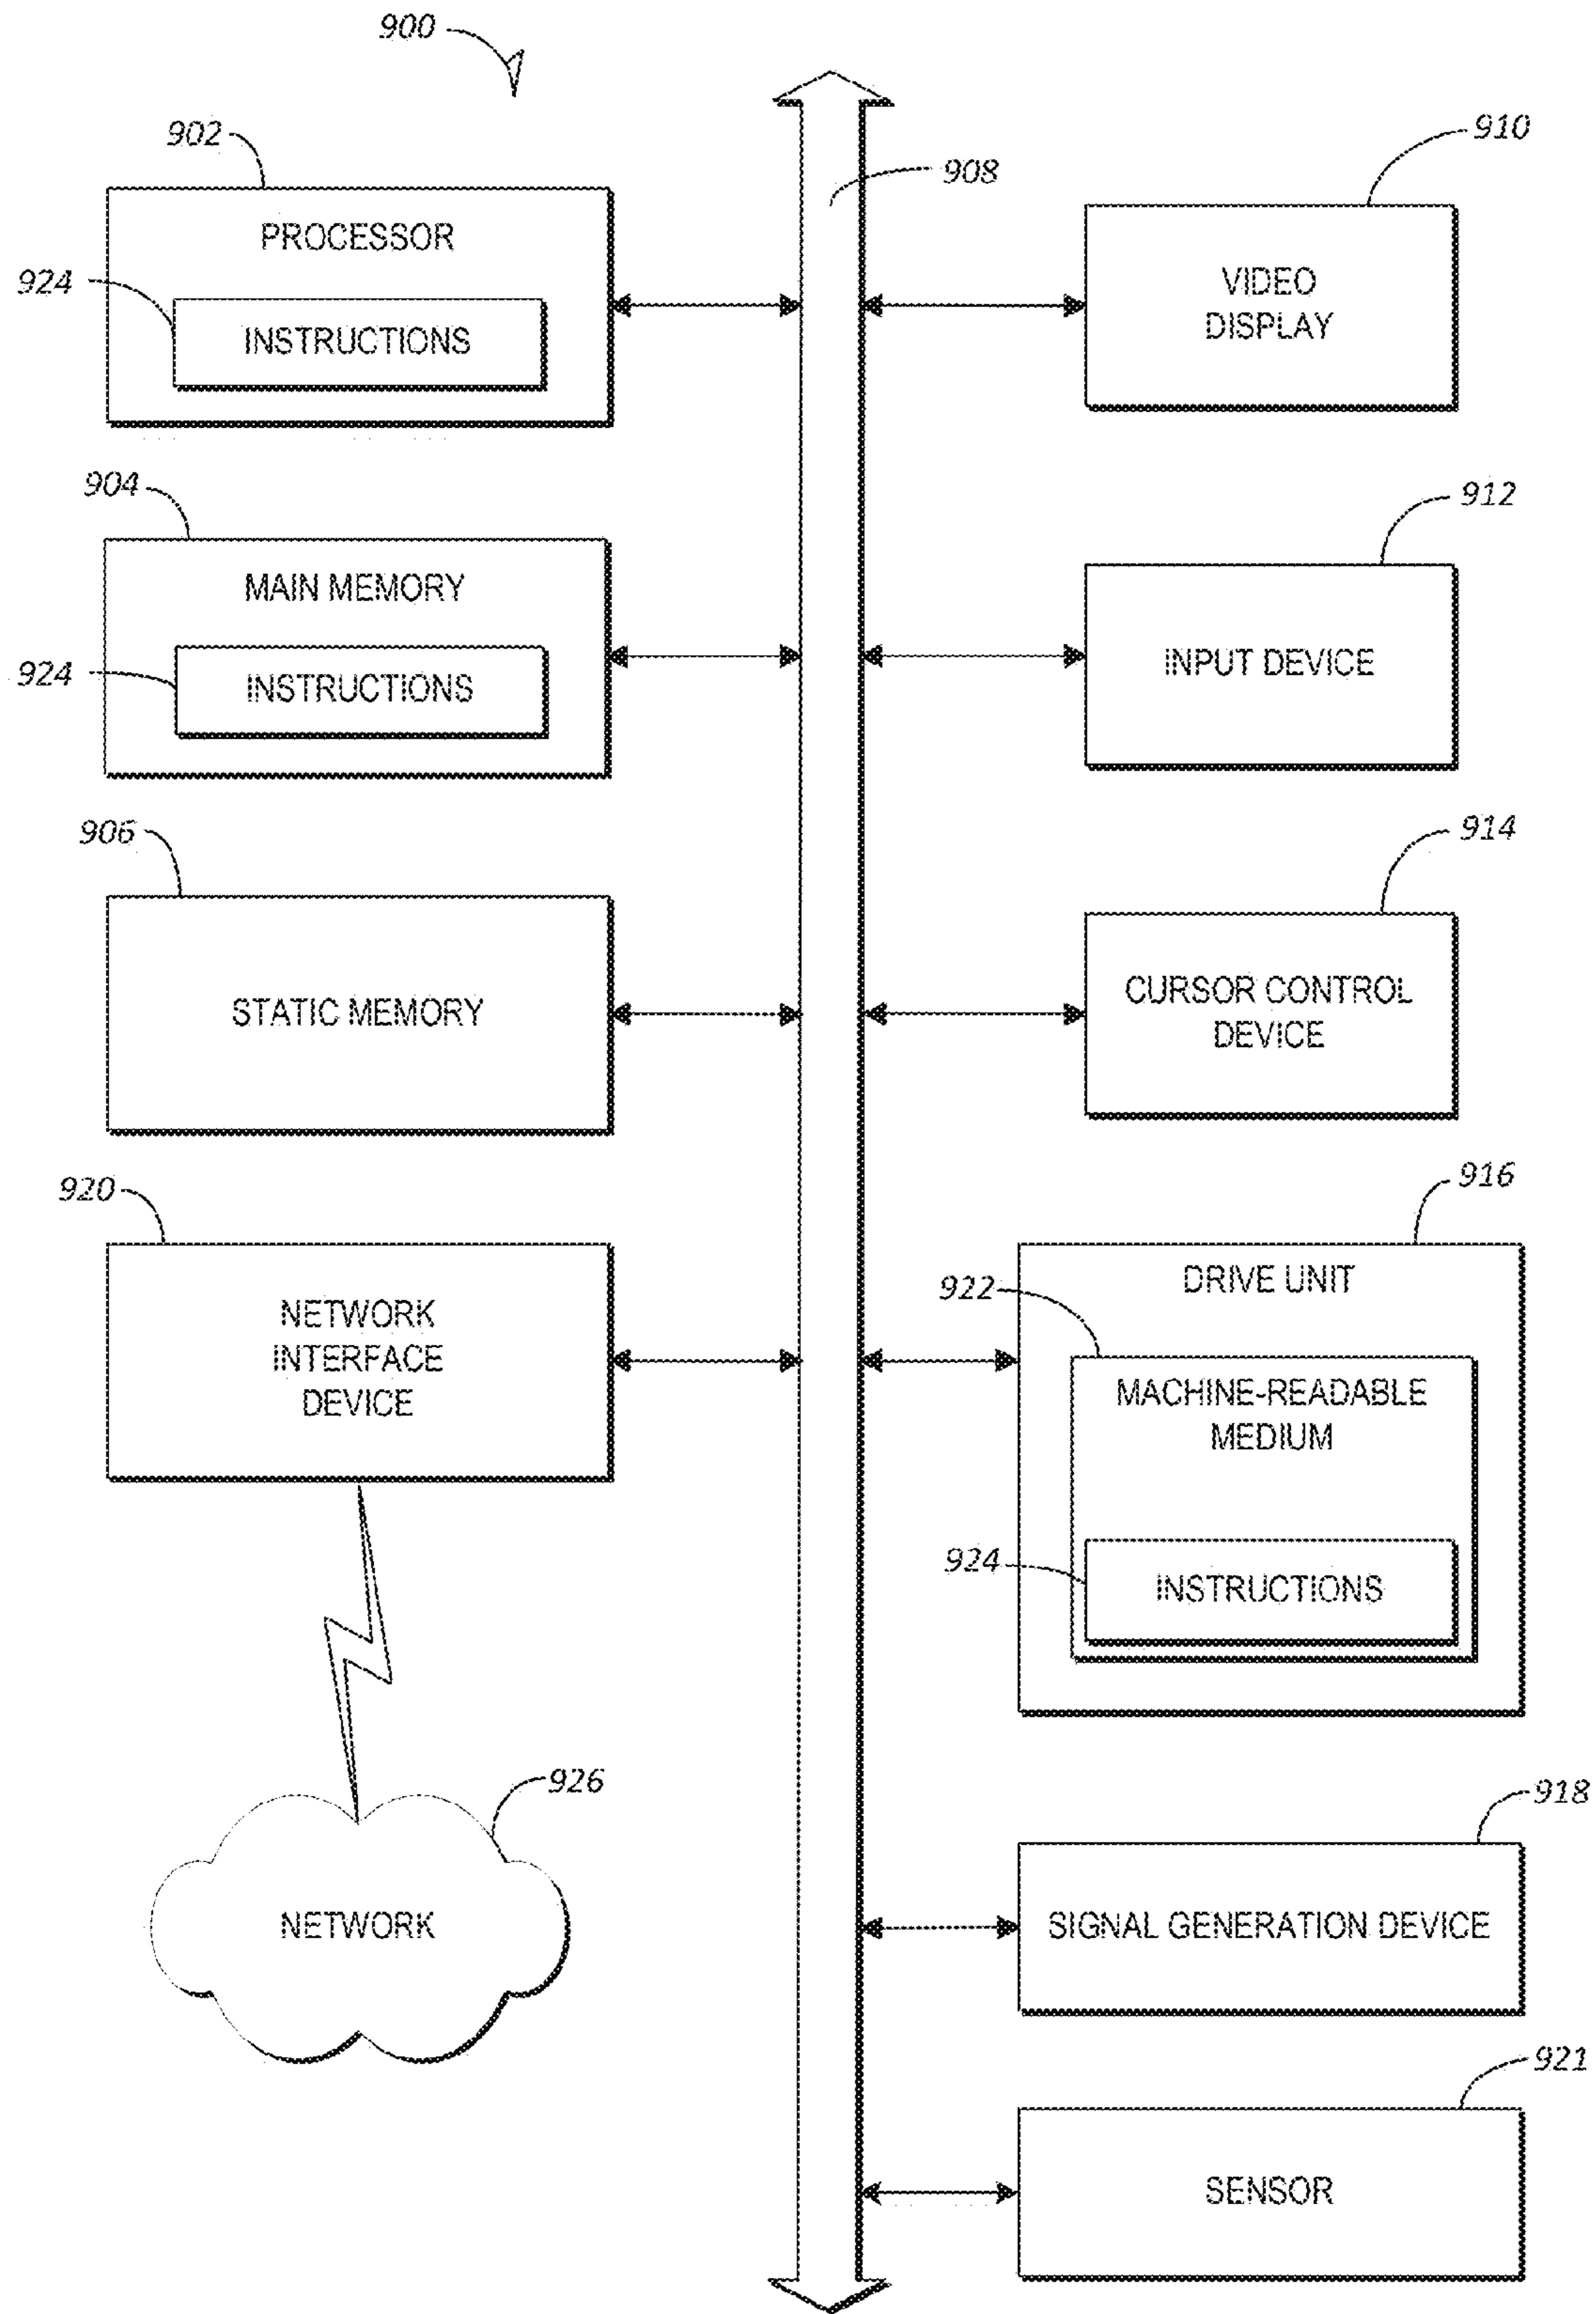 900
902
PROCESSOR
924
INSTRUCTIONS
904
MAIN MEMORY
924
INSTRUCTIONS
906
STATIC MEMORY
920
NETWORK
INTERFACE
DEVICE
926
NETWORK
908
910
VIDEO
DISPLAY
912
INPUT DEVICE
914
CURSOR CONTROL
DEVICE
916
DRIVE UNIT
922
MACHINE-READABLE
MEDIUM
924
INSTRUCTIONS
918
SIGNAL GENERATION DEVICE
921
SENSOR